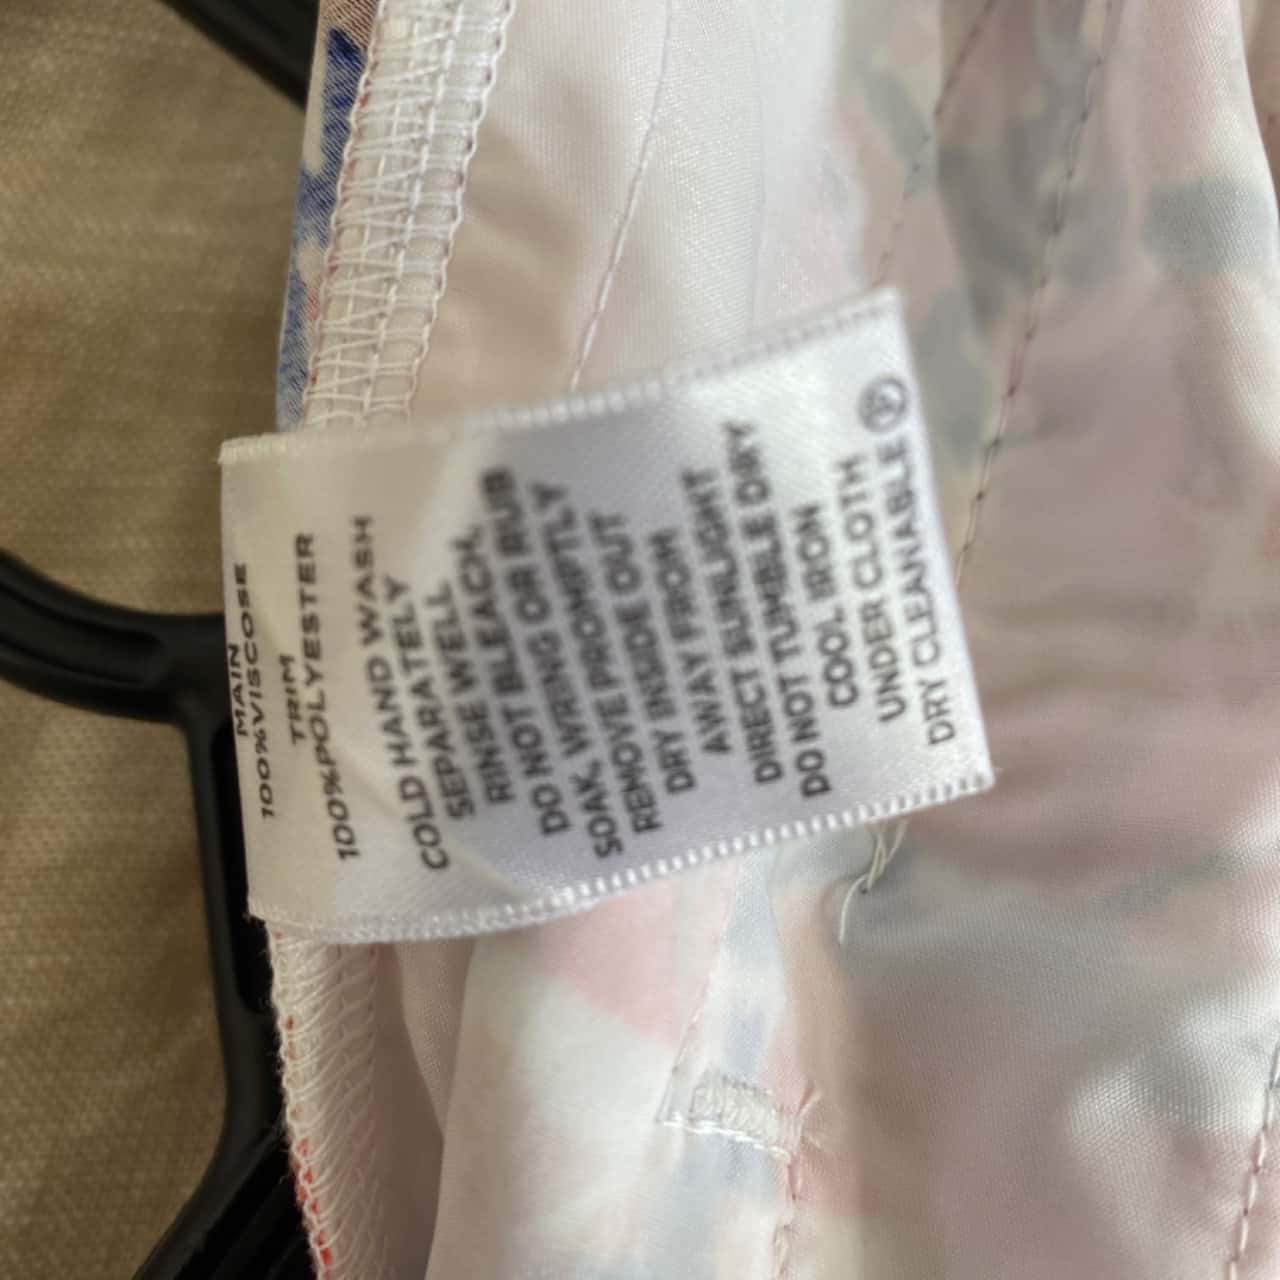 MAIN
100%VISCOSE
TRIM
100%POLYESTER
COLD HAND WASH
SEPARATELY
RINSE WELL.
NOT BLEACH.
DO NOT WRING OR RUB
SOAK. WRING PROMPTLY
REMOVE INSIDE OUT
DRY FROM
AWAY
DIRECT SUNLIGHT
DO NOT TUMBLE DRY
COOL IRON
UNDER CLOTH
DRY CLEANABLE Ⓟ